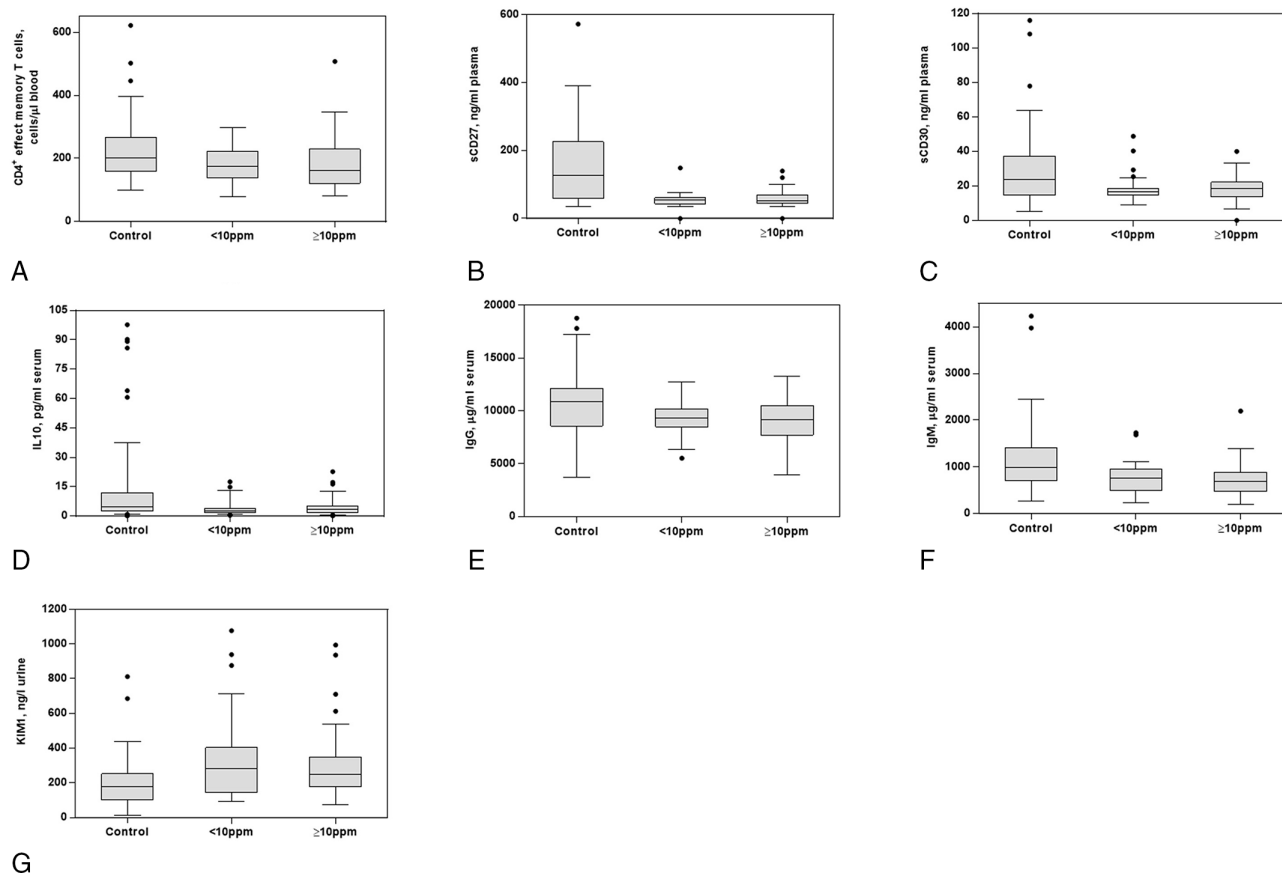 600
400
200
0
CD4+ effect memory T cells,
cells/µl blood
Control <10ppm ≥10ppm
A
600
400
200
0
sCD27, ng/ml plasma
Control <10ppm ≥10ppm
B
120
100
80
60
40
20
0
sCD30, ng/ml plasma
Control <10ppm ≥10ppm
C
105
90
75
60
45
30
15
0
IL10, pg/ml serum
Control <10ppm ≥10ppm
D
20000
15000
10000
5000
0
IgG, µg/ml serum
Control <10ppm ≥10ppm
E
4000
3000
2000
1000
0
IgM, µg/ml serum
Control <10ppm ≥10ppm
F
1200
1000
800
600
400
200
0
KIM1, ng/l urine
Control <10ppm ≥10ppm
G